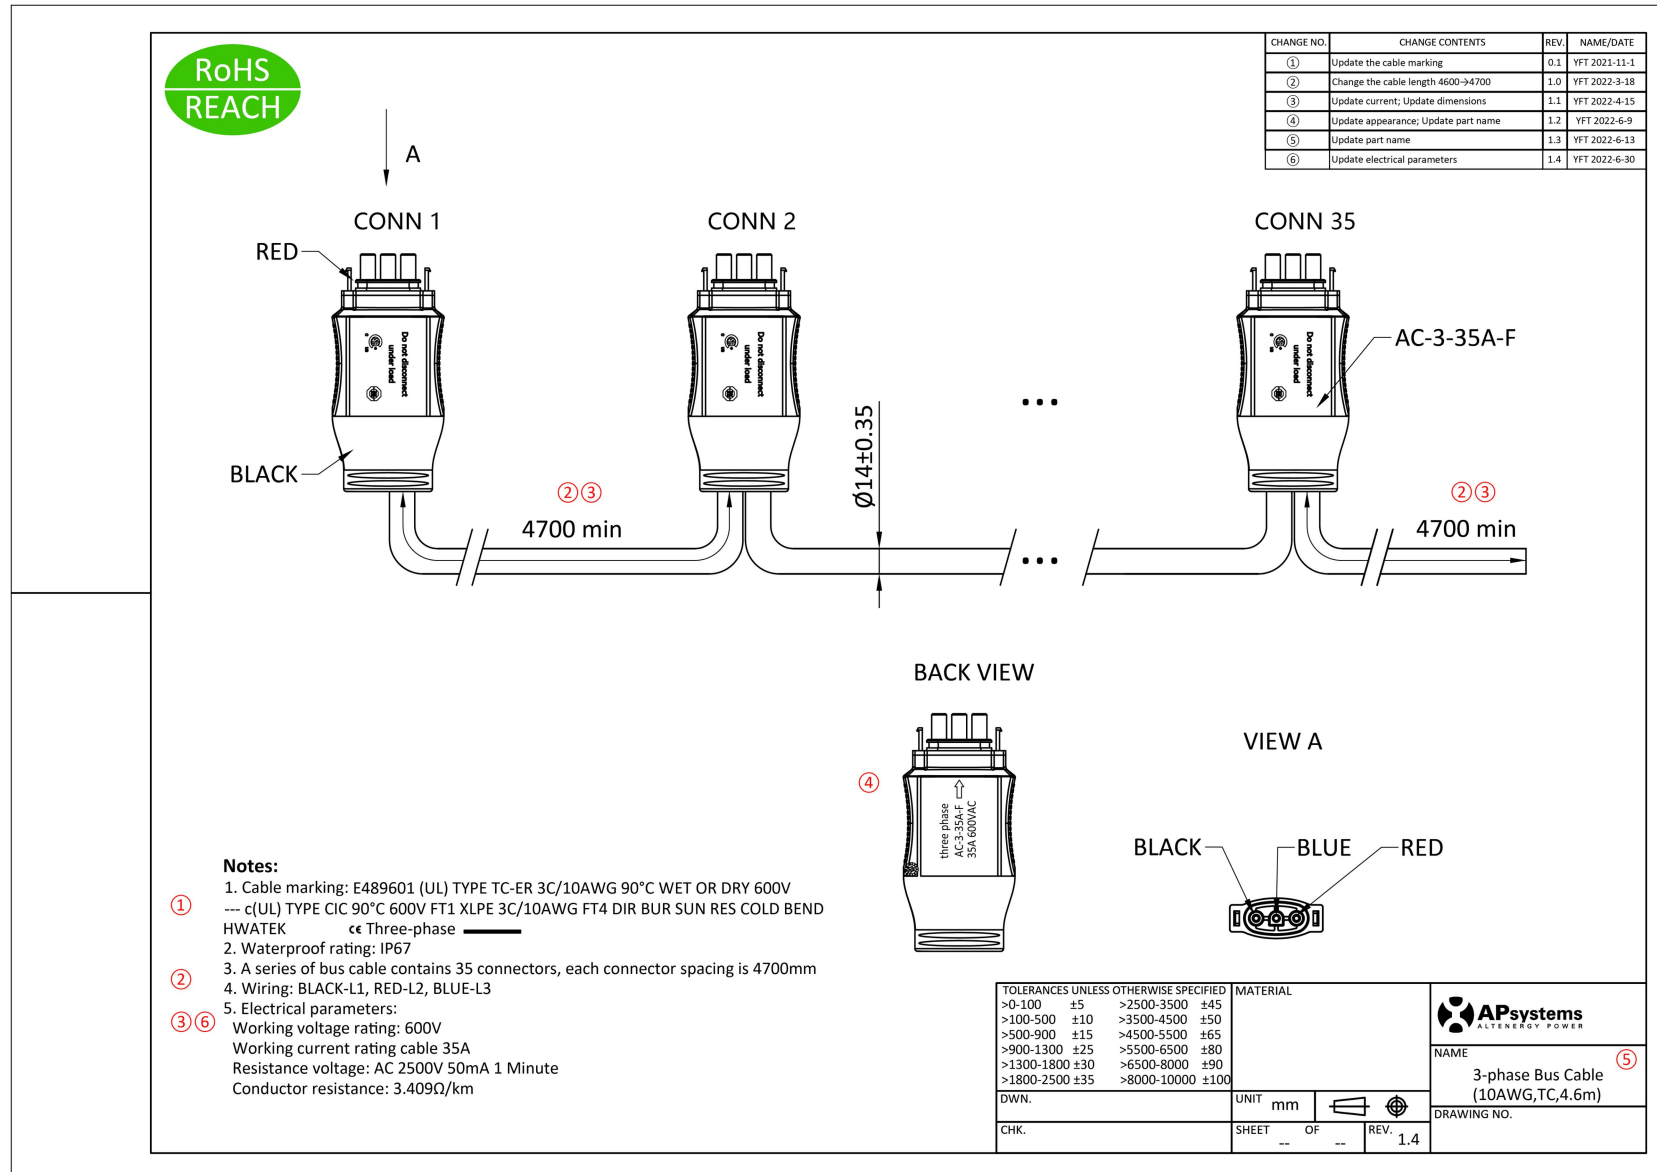 RoHS
REACH
CHANGE NO. CHANGE CONTENTS REV. NAME/DATE
① Update the cable marking 0.1 YFT 2021-11-1
② Change the cable length 4600→4700 1.0 YFT 2022-3-18
③ Update current; Update dimensions 1.1 YFT 2022-4-15
④ Update appearance; Update part name 1.2 YFT 2022-6-9
⑤ Update part name 1.3 YFT 2022-6-13
⑥ Update electrical parameters 1.4 YFT 2022-6-30
A
CONN 1 CONN 2 CONN 35
RED
Do not disconnect
under load
Do not disconnect
under load
Do not disconnect
under load
AC-3-35A-F
BLACK
②③
4700 min
Ø14±0.35
②③
4700 min
BACK VIEW
④
three phase
AC-3-35A-F
35A 600VAC
VIEW A
BLACK BLUE RED
Notes:
1. Cable marking: E489601 (UL) TYPE TC-ER 3C/10AWG 90°C WET OR DRY 600V
① --- c(UL) TYPE CIC 90°C 600V FT1 XLPE 3C/10AWG FT4 DIR BUR SUN RES COLD BEND
HWATEK CE Three-phase
2. Waterproof rating: IP67
② 3. A series of bus cable contains 35 connectors, each connector spacing is 4700mm
4. Wiring: BLACK-L1, RED-L2, BLUE-L3
③⑥ 5. Electrical parameters:
Working voltage rating: 600V
Working current rating cable 35A
Resistance voltage: AC 2500V 50mA 1 Minute
Conductor resistance: 3.409Ω/km
TOLERANCES UNLESS OTHERWISE SPECIFIED
>0-100 ±5 >2500-3500 ±45
>100-500 ±10 >3500-4500 ±50
>500-900 ±15 >4500-5500 ±65
>900-1300 ±25 >5500-6500 ±80
>1300-1800 ±30 >6500-8000 ±90
>1800-2500 ±35 >8000-10000 ±100
MATERIAL
APsystems
ALTENERGY POWER
NAME ⑤
3-phase Bus Cable
(10AWG,TC,4.6m)
DRAWING NO.
DWN.
UNIT mm
CHK.
SHEET -- OF --
REV. 1.4